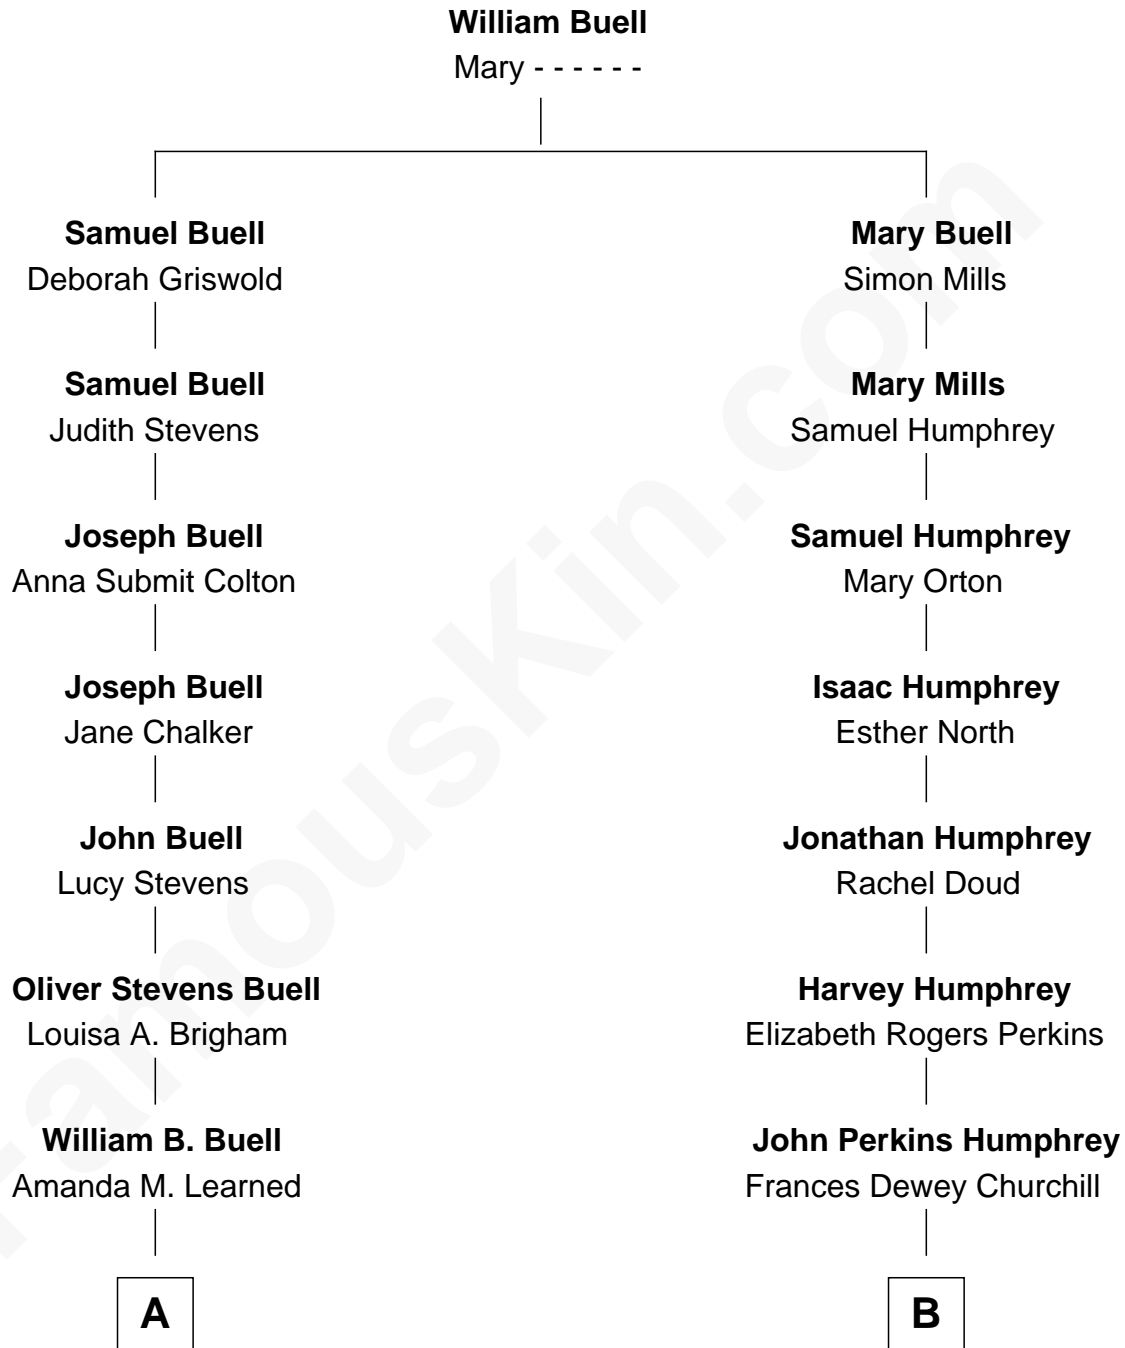 William Buell
Mary - - - - - -
Samuel Buell
Deborah Griswold
Mary Buell
Simon Mills
Samuel Buell
Judith Stevens
Mary Mills
Samuel Humphrey
Joseph Buell
Anna Submit Colton
Samuel Humphrey
Mary Orton
Joseph Buell
Jane Chalker
Isaac Humphrey
Esther North
John Buell
Lucy Stevens
Jonathan Humphrey
Rachel Doud
Oliver Stevens Buell
Louisa A. Brigham
Harvey Humphrey
Elizabeth Rogers Perkins
William B. Buell
Amanda M. Learned
John Perkins Humphrey
Frances Dewey Churchill
A
B
FamousKin.com